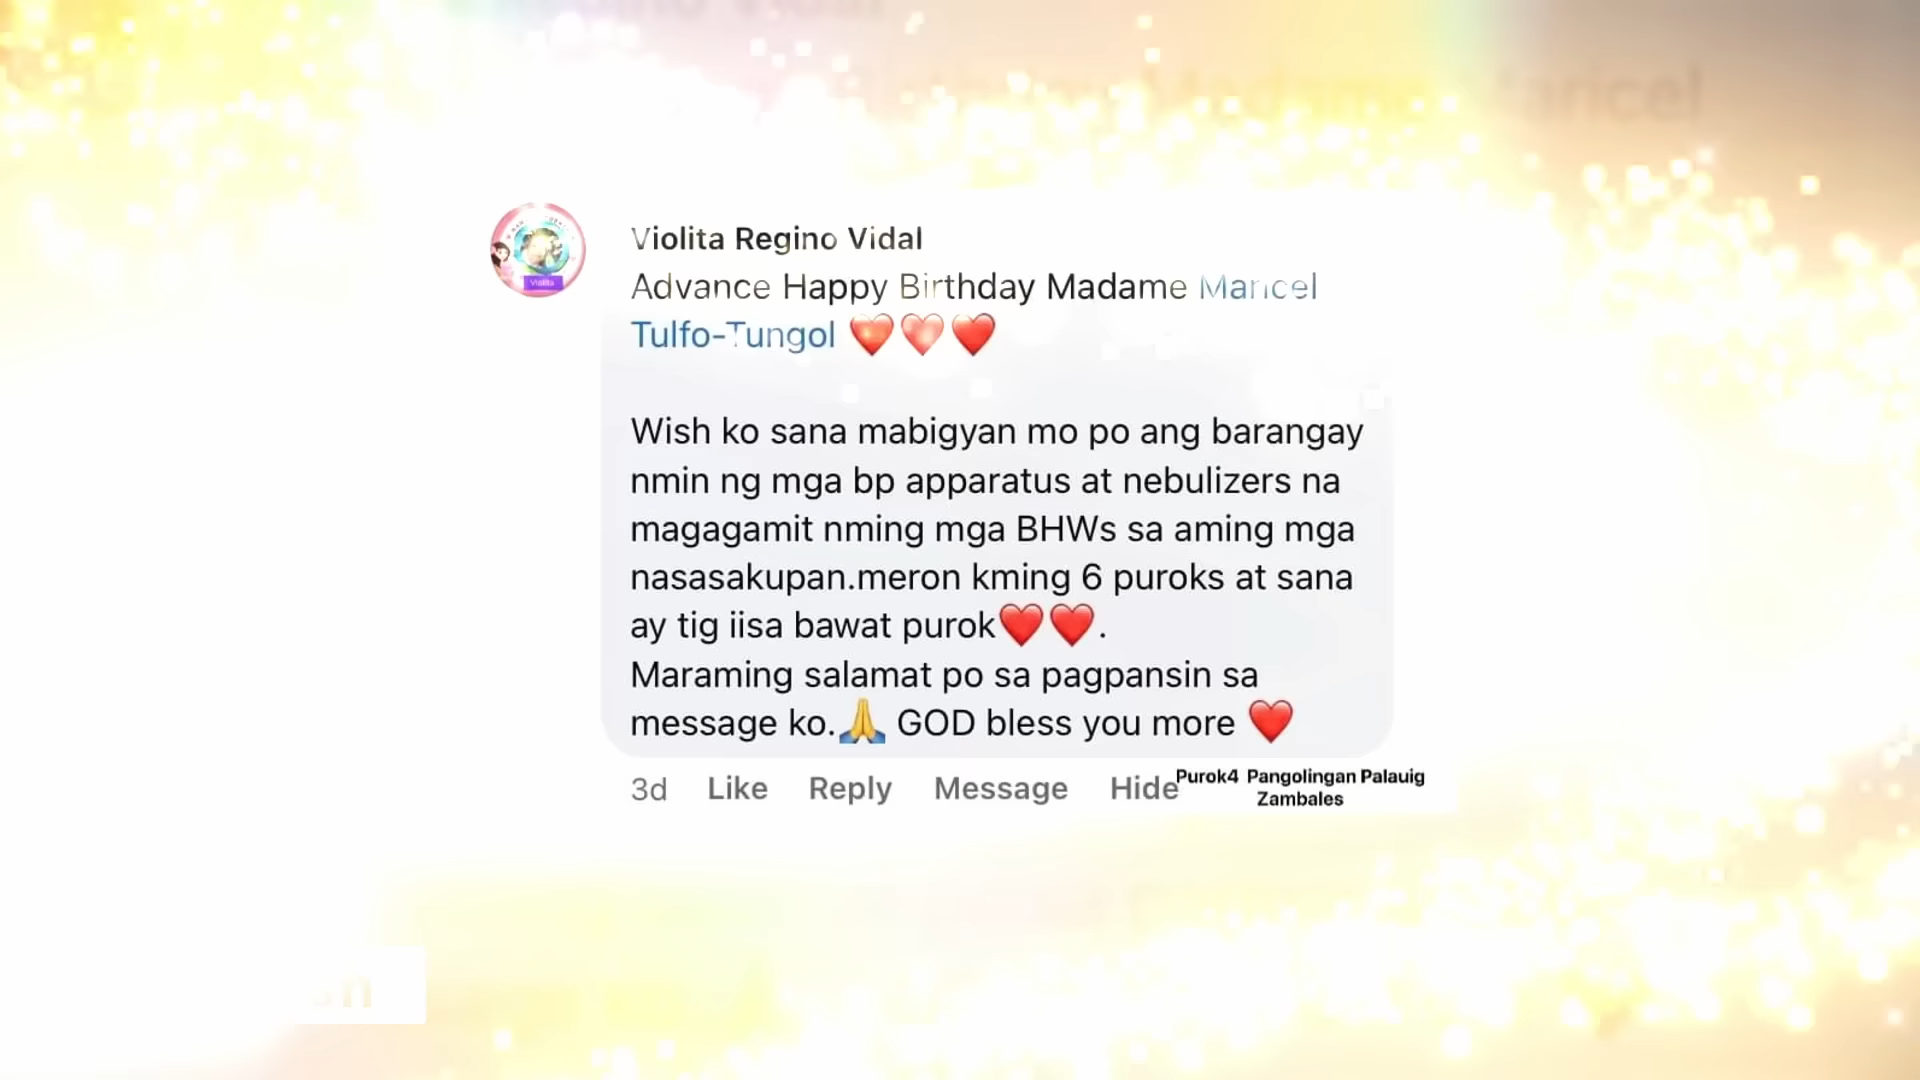 Violita Regino Vidal
Advance Happy Birthday Madame Maricel
Tulfo-Tungol ❤️❤️❤️
Wish ko sana mabigyan mo po ang barangay
nmin ng mga bp apparatus at nebulizers na
magagamit nming mga BHWs sa aming mga
nasasakupan.meron kming 6 puroks at sana
ay tig iisa bawat purok❤️❤️.
Maraming salamat po sa pagpansin sa
message ko.🙏 GOD bless you more ❤️
3d Like Reply Message Hide
Purok4 Pangolingan Palauig
Zambales